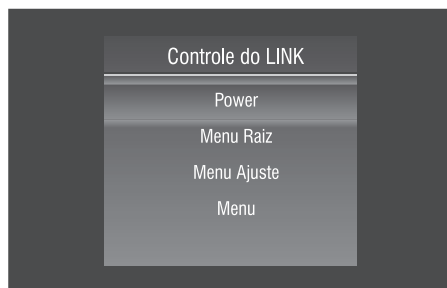 Controle do LINK
Power
Menu Raiz
Menu Ajuste
Menu